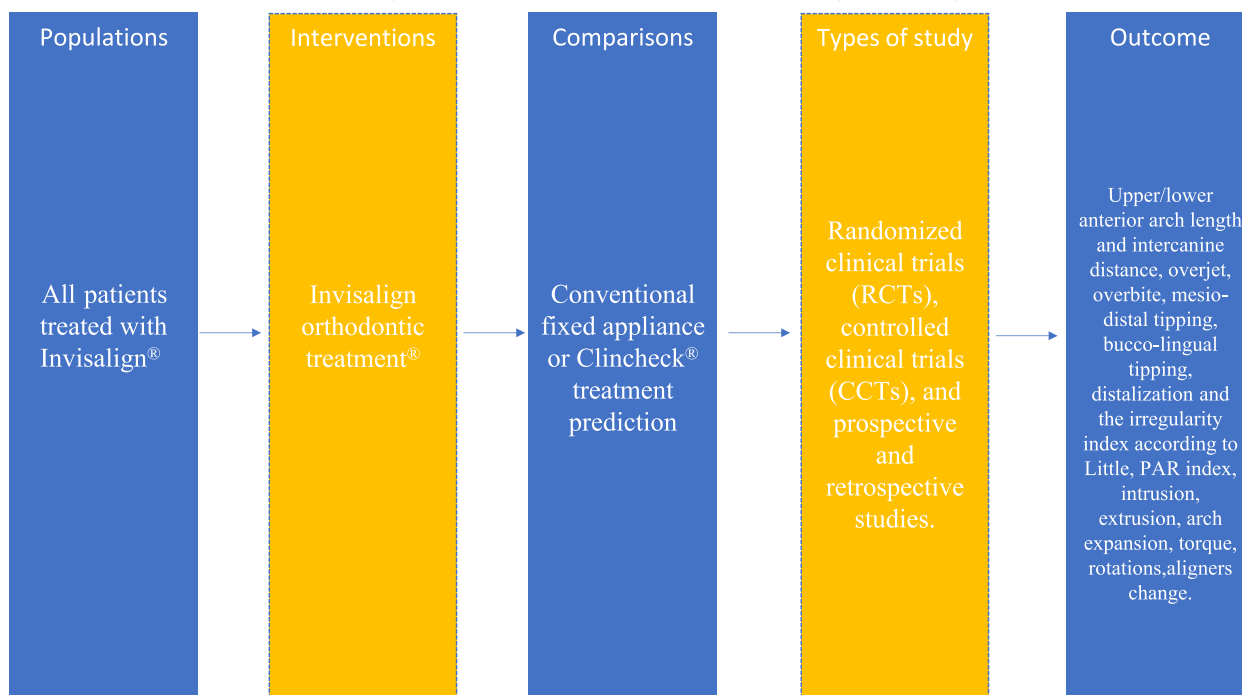 Populations
All patients
treated with
Invisalign®
Interventions
Invisalign
orthodontic
treatment®
Comparisons
Conventional
fixed appliance
or Clincheck®
treatment
prediction
Types of study
Randomized
clinical trials
(RCTs),
controlled
clinical trials
(CCTs), and
prospective
and
retrospective
studies.
Outcome
Upper/lower
anterior arch length
and intercanine
distance, overjet,
overbite, mesio-
distal tipping,
bucco-lingual
tipping,
distalization and
the irregularity
index according to
Little, PAR index,
intrusion,
extrusion, arch
expansion, torque,
rotations,aligners
change.